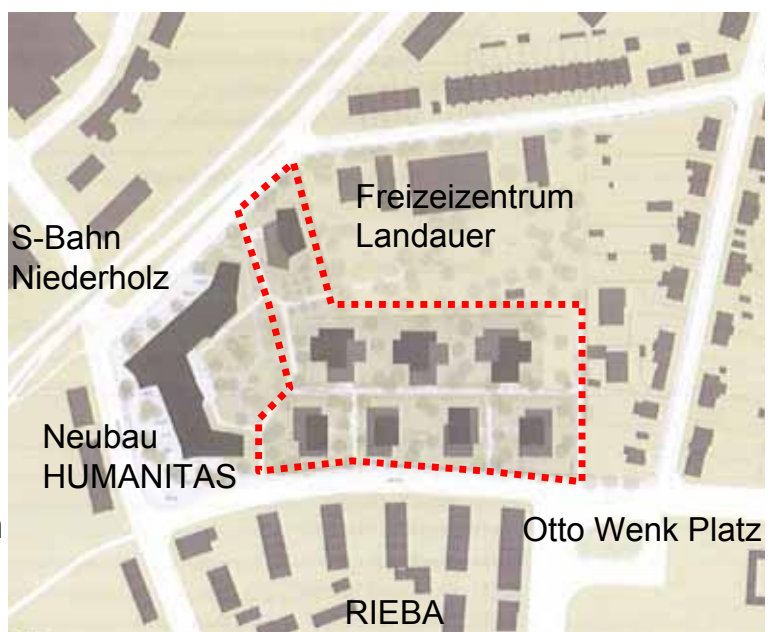 Freizeizentrum
Landauer
S-Bahn
Niederholz
Neubau
HUMANITAS
Otto Wenk Platz
RIEBA